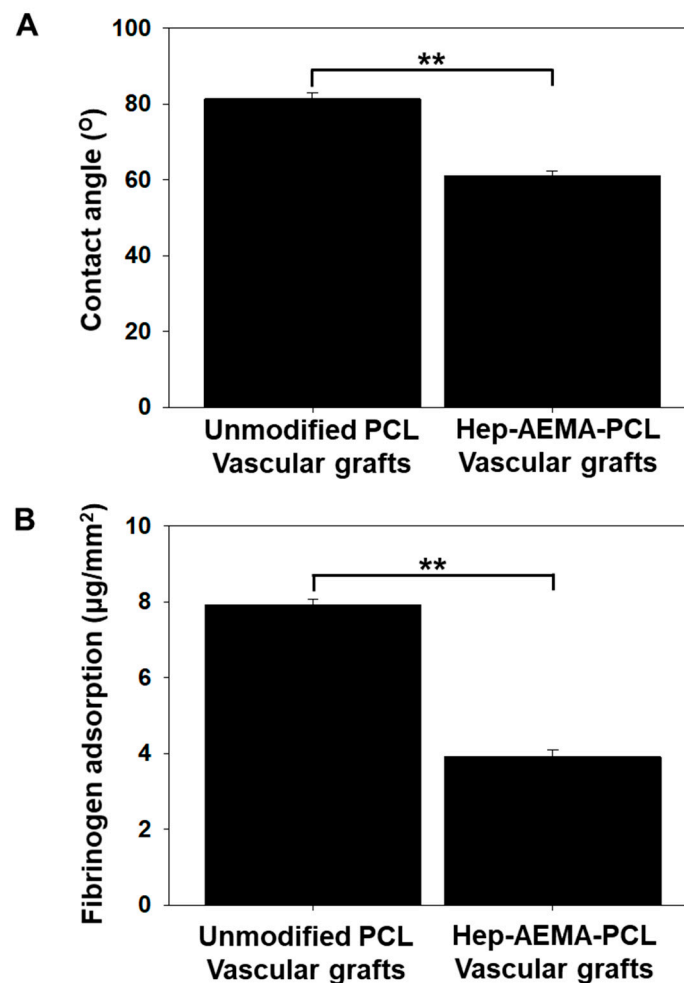 A
Contact angle (O)
100
80
60
40
20
0
**
Unmodified PCL
Vascular grafts
Hep-AEMA-PCL
Vascular grafts
B
Fibrinogen adsorption (µg/mm²)
10
8
6
4
2
0
**
Unmodified PCL
Vascular grafts
Hep-AEMA-PCL
Vascular grafts